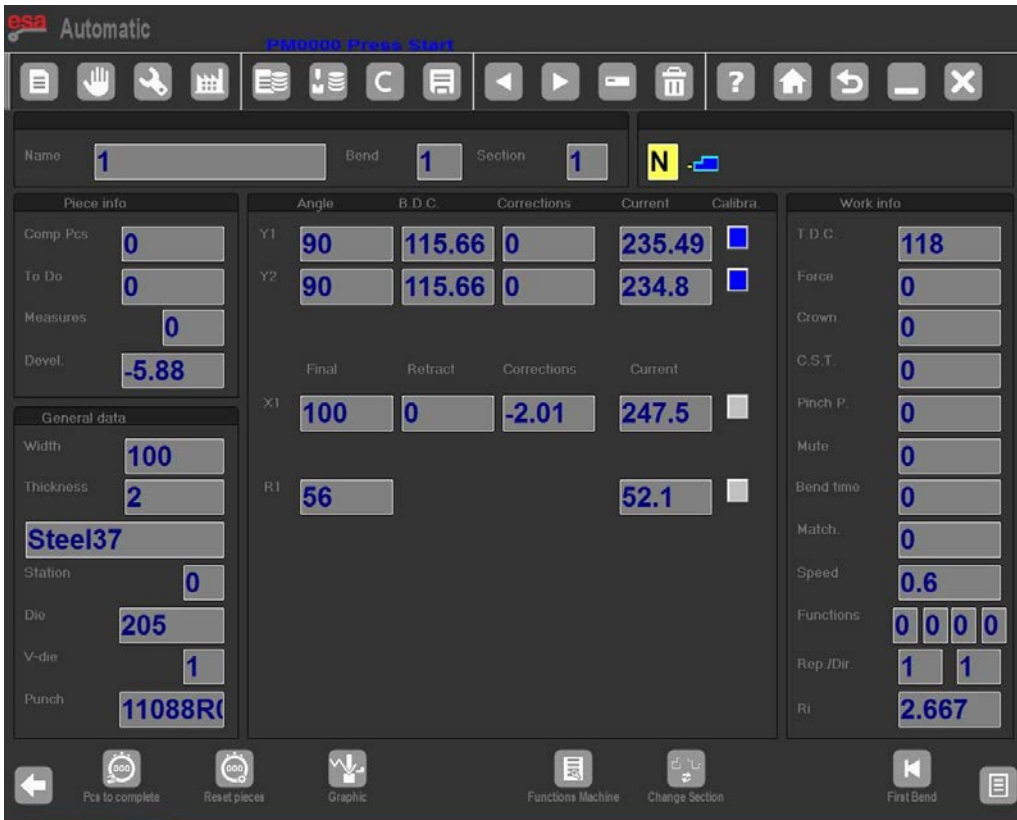 esa Automatic
PM0000 Press Start
C ?
Name 1 Bend 1 Section 1 N
Piece info
Comp.Pcs 0
To Do 0
Measures 0
Devel. -5.88
General data
Width 100
Thickness 2
Steel37
Station 0
Die 205
V-die 1
Punch 11088R(
Angle B.D.C. Corrections Current Calibra.
Y1 90 115.66 0 235.49
Y2 90 115.66 0 234.8
Final Retract Corrections Current
X1 100 0 -2.01 247.5
R1 56 52.1
Work info
T.D.C. 118
Force 0
Crown. 0
C.S.T. 0
Pinch P. 0
Mute 0
Bend time 0
Match. 0
Speed 0.6
Functions 0 0 0 0
Rep./Dir. 1 1
Ri 2.667
000 Pcs to complete
000 Reset pieces
Graphic
Functions Machine
Change Section
First Bend